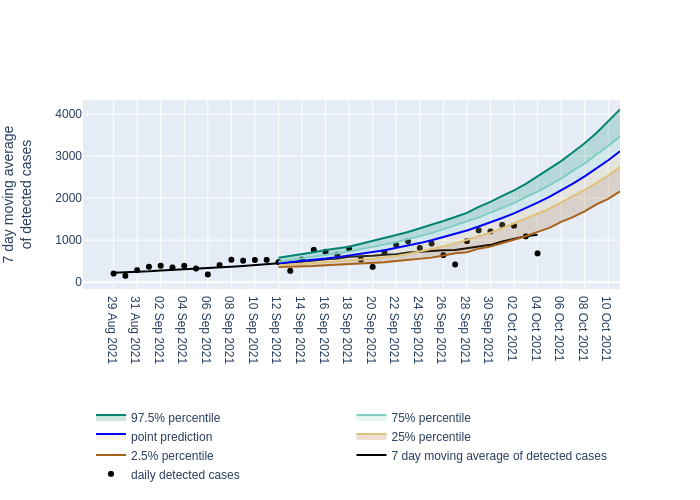 7 day moving average
of detected cases
4000
3000
2000
1000
0
29 Aug 2021
31 Aug 2021
02 Sep 2021
04 Sep 2021
06 Sep 2021
08 Sep 2021
10 Sep 2021
12 Sep 2021
14 Sep 2021
16 Sep 2021
18 Sep 2021
20 Sep 2021
22 Sep 2021
24 Sep 2021
26 Sep 2021
28 Sep 2021
30 Sep 2021
02 Oct 2021
04 Oct 2021
06 Oct 2021
08 Oct 2021
10 Oct 2021
97.5% percentile
75% percentile
point prediction
25% percentile
2.5% percentile
7 day moving average of detected cases
daily detected cases